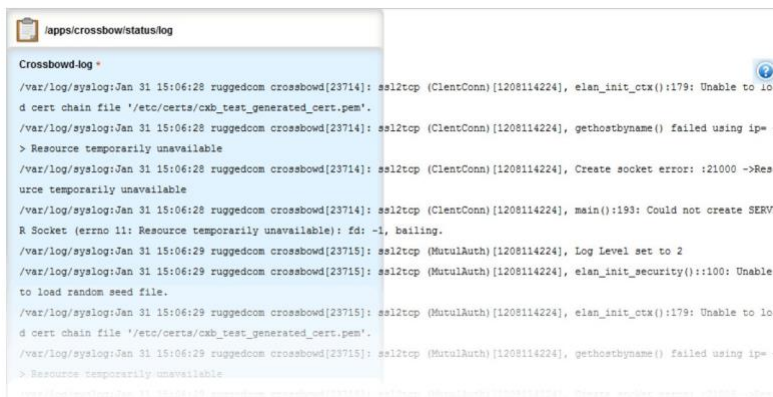 /apps/crossbow/status/log
Crossbowd-log *
/var/log/syslog:Jan 31 15:06:28 ruggedcom crossbowd[23714]: ssl2tcp (ClentConn)[1208114224], elan_init_ctx():179: Unable to lo
d cert chain file '/etc/certs/cxb_test_generated_cert.pem'.
/var/log/syslog:Jan 31 15:06:28 ruggedcom crossbowd[23714]: ssl2tcp (ClentConn)[1208114224], gethostbyname() failed using ip=
> Resource temporarily unavailable
/var/log/syslog:Jan 31 15:06:28 ruggedcom crossbowd[23714]: ssl2tcp (ClentConn)[1208114224], Create socket error: :21000 ->Res
urce temporarily unavailable
/var/log/syslog:Jan 31 15:06:28 ruggedcom crossbowd[23714]: ssl2tcp (ClentConn)[1208114224], main():193: Could not create SERV
R Socket (errno 11: Resource temporarily unavailable): fd: -1, bailing.
/var/log/syslog:Jan 31 15:06:29 ruggedcom crossbowd[23715]: ssl2tcp (MutulAuth)[1208114224], Log Level set to 2
/var/log/syslog:Jan 31 15:06:29 ruggedcom crossbowd[23715]: ssl2tcp (MutulAuth)[1208114224], elan_init_security()::100: Unable
to load random seed file.
/var/log/syslog:Jan 31 15:06:29 ruggedcom crossbowd[23715]: ssl2tcp (MutulAuth)[1208114224], elan_init_ctx():179: Unable to lo
d cert chain file '/etc/certs/cxb_test_generated_cert.pem'.
/var/log/syslog:Jan 31 15:06:29 ruggedcom crossbowd[23715]: ssl2tcp (MutulAuth)[1208114224], gethostbyname() failed using ip=
> Resource temporarily unavailable